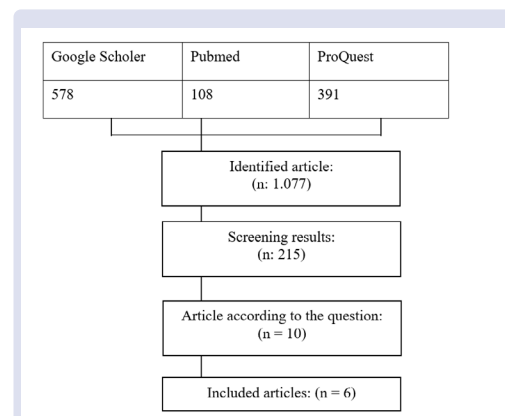 Google Scholer Pubmed ProQuest
578 108 391
Identified article:
(n: 1.077)
Screening results:
(n: 215)
Article according to the question:
(n = 10)
Included articles: (n = 6)